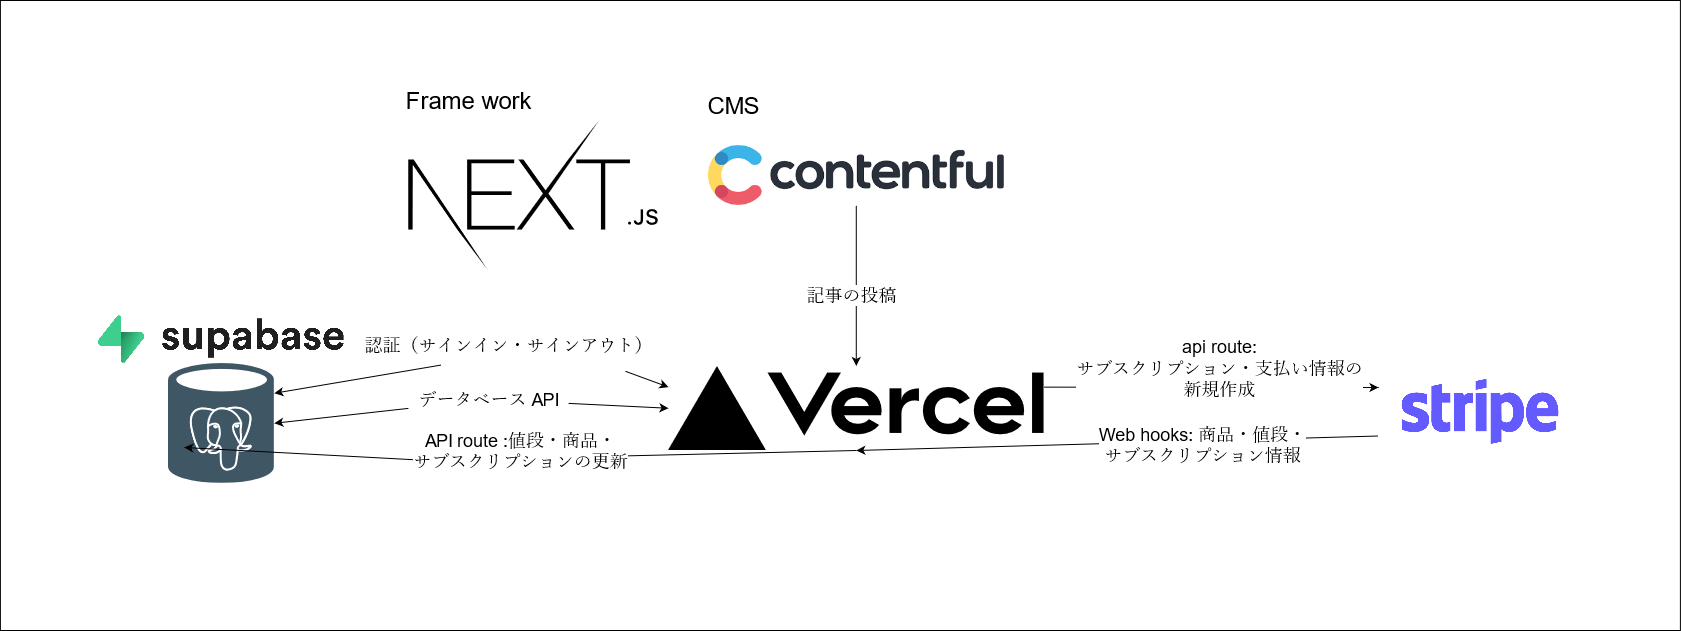 Frame work
NEXT
.JS
CMS
contentful
記事の投稿
supabase
認証（サインイン・サインアウト）
データベース API
API route :値段・商品・
サブスクリプションの更新
Vercel
api route:
サブスクリプション・支払い情報の
新規作成
Web hooks: 商品・値段・
サブスクリプション情報
stripe